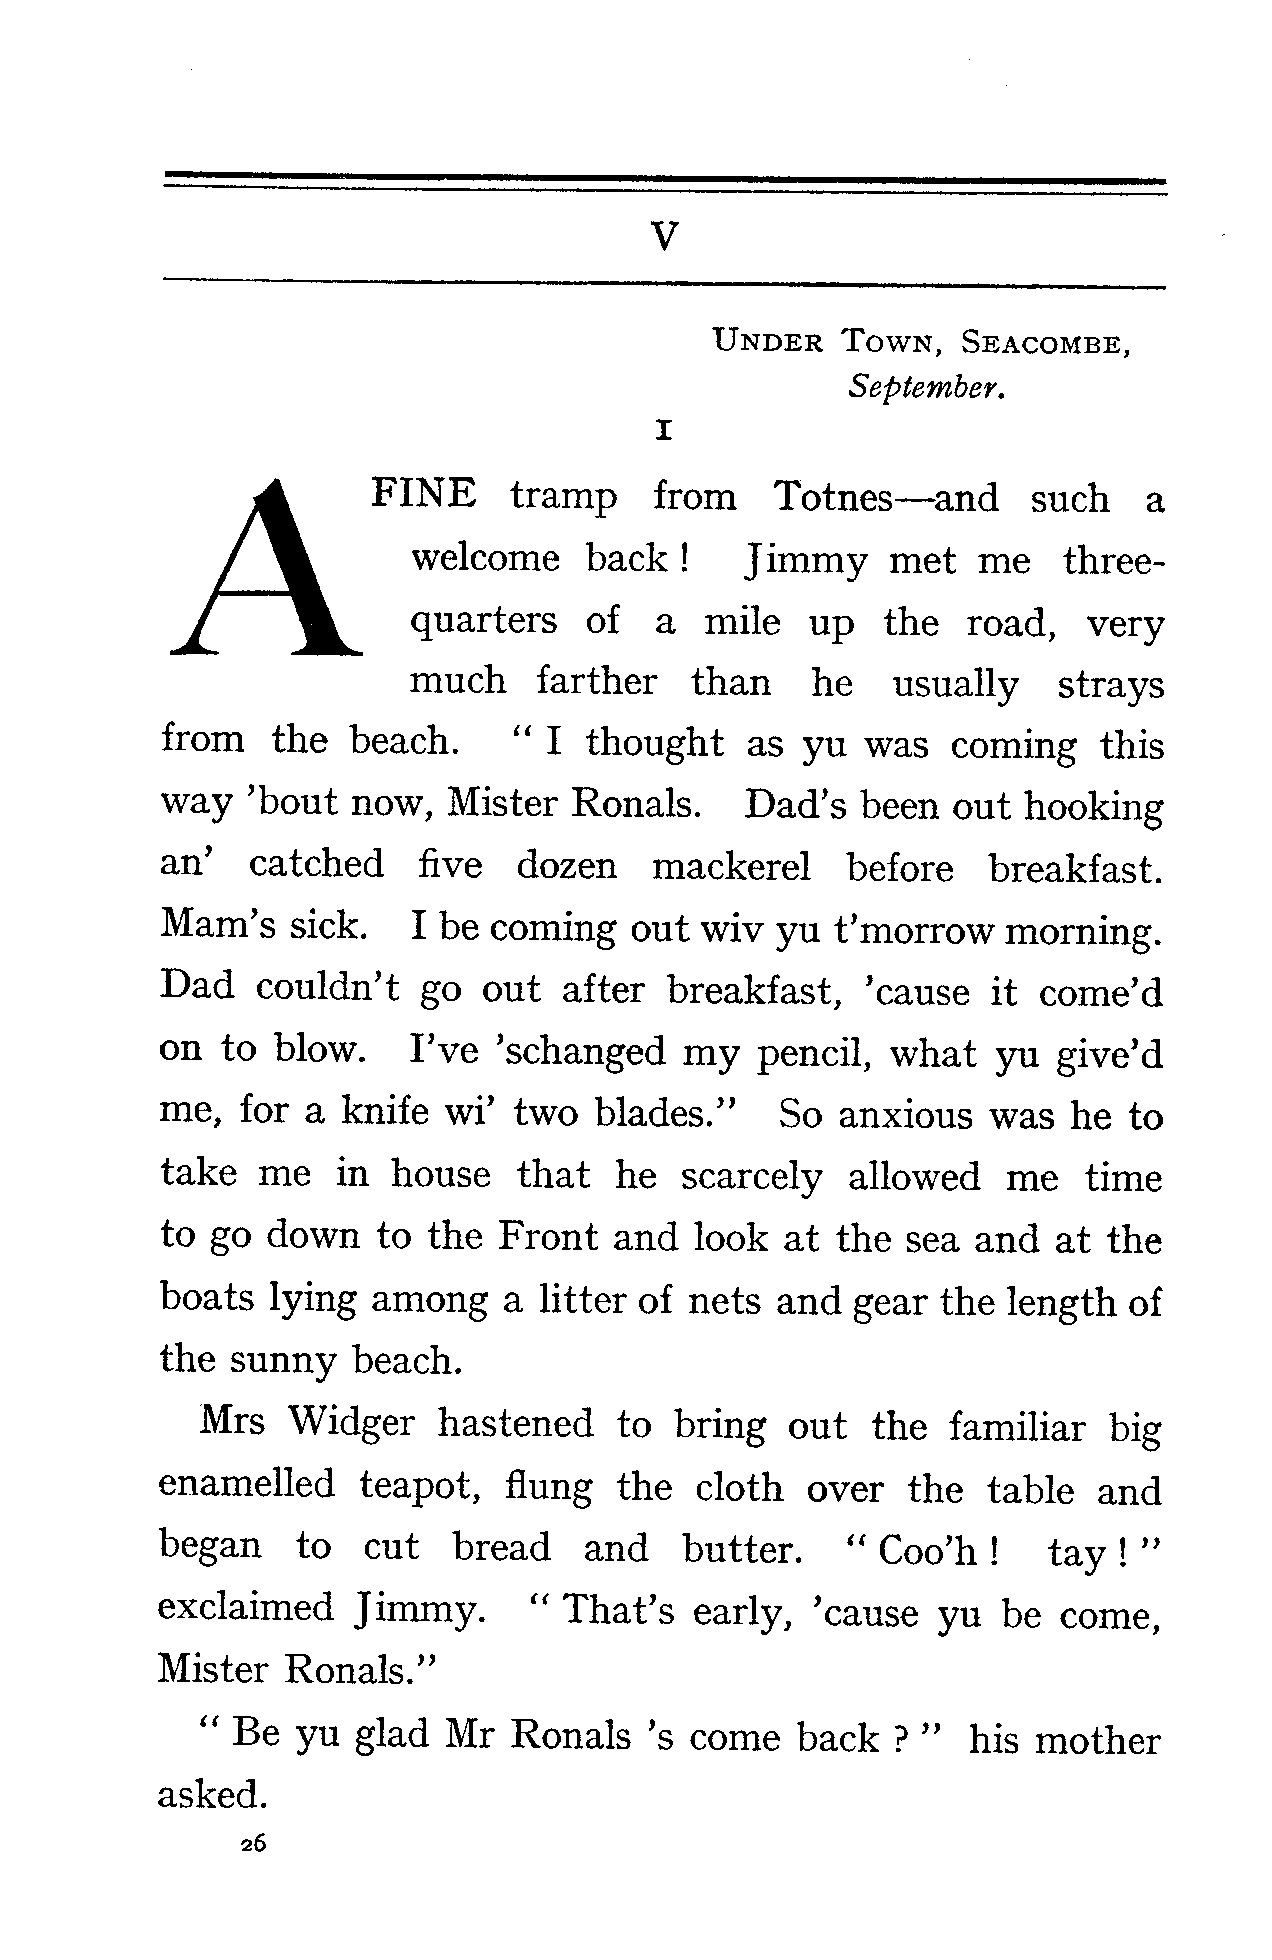 V
UNDER TOWN, SEACOMBE,
September.
I
A FINE tramp from Totnes—and such a
welcome back ! Jimmy met me three-
quarters of a mile up the road, very
much farther than he usually strays
from the beach. “ I thought as yu was coming this
way ’bout now, Mister Ronals. Dad’s been out hooking
an’ catched five dozen mackerel before breakfast.
Mam’s sick. I be coming out wiv yu t’morrow morning.
Dad couldn’t go out after breakfast, ’cause it come’d
on to blow. I’ve ’schanged my pencil, what yu give’d
me, for a knife wi’ two blades.” So anxious was he to
take me in house that he scarcely allowed me time
to go down to the Front and look at the sea and at the
boats lying among a litter of nets and gear the length of
the sunny beach.
Mrs Widger hastened to bring out the familiar big
enamelled teapot, flung the cloth over the table and
began to cut bread and butter. “ Coo’h ! tay ! ”
exclaimed Jimmy. “ That’s early, ’cause yu be come,
Mister Ronals.”
“ Be yu glad Mr Ronals ’s come back ? ” his mother
asked.
26